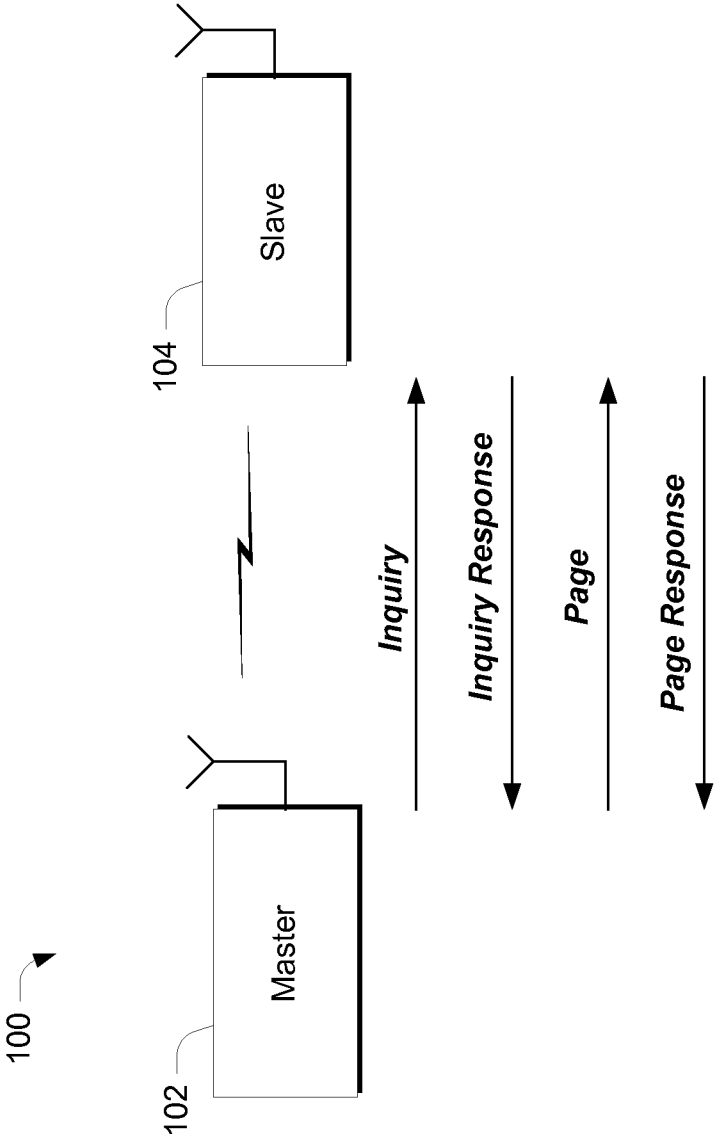 100
102
Master
104
Slave
Inquiry
Inquiry Response
Page
Page Response